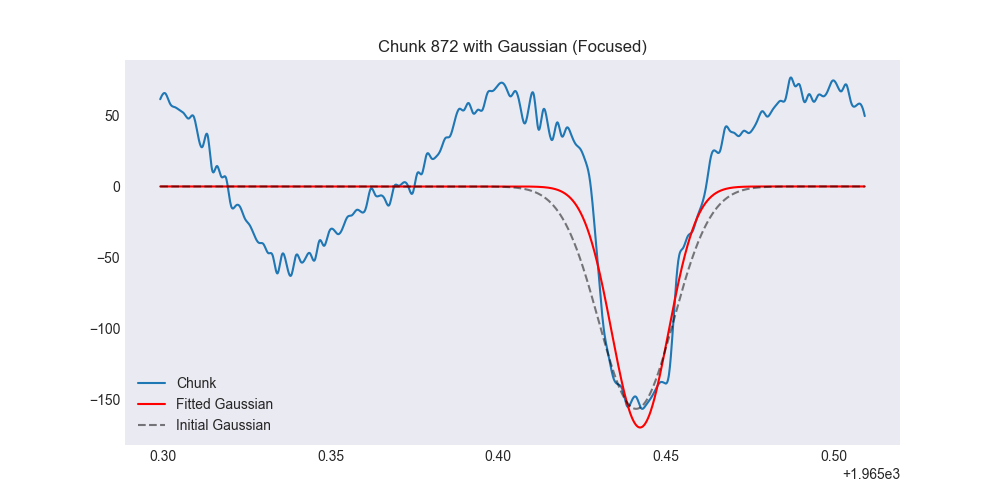 Chunk 872 with Gaussian (Focused)
50
0
−50
−100
−150
Chunk
Fitted Gaussian
Initial Gaussian
0.30 0.35 0.40 0.45 0.50
+1.965e3